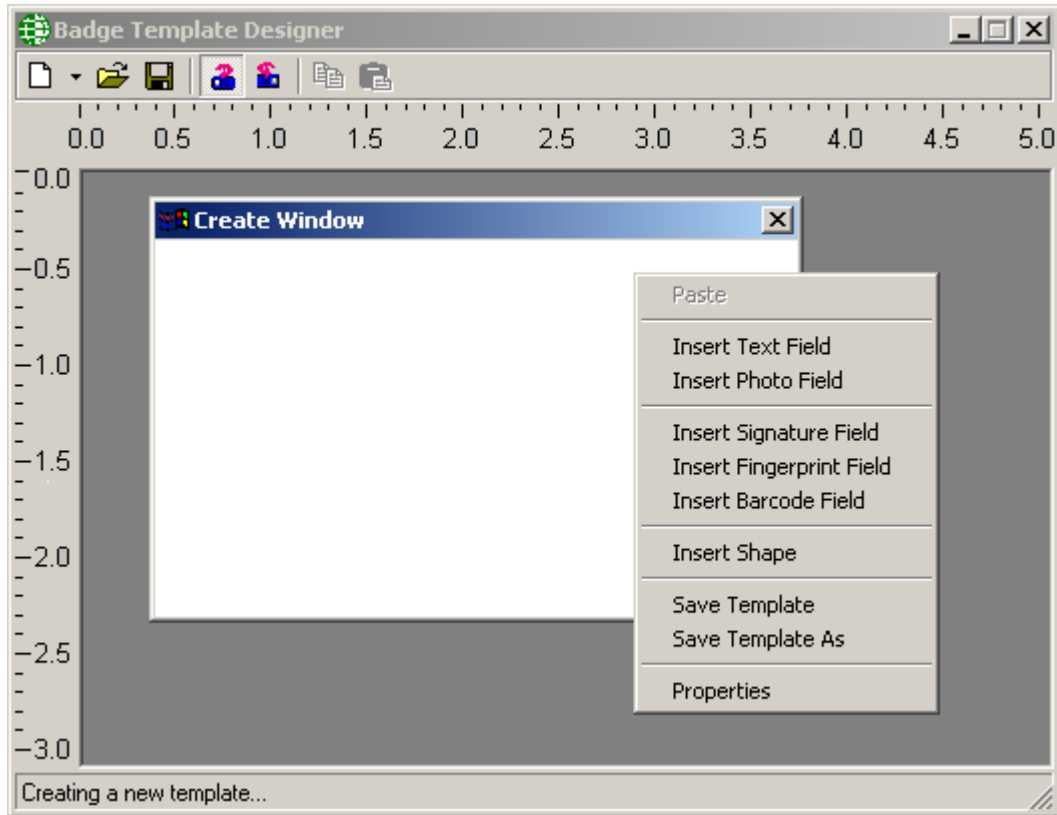 Badge Template Designer
0.0 0.5 1.0 1.5 2.0 2.5 3.0 3.5 4.0 4.5 5.0
0.0
Create Window
0.5
Paste
Insert Text Field
1.0
Insert Photo Field
Insert Signature Field
1.5
Insert Fingerprint Field
Insert Barcode Field
2.0
Insert Shape
Save Template
Save Template As
2.5
Properties
3.0
Creating a new template...